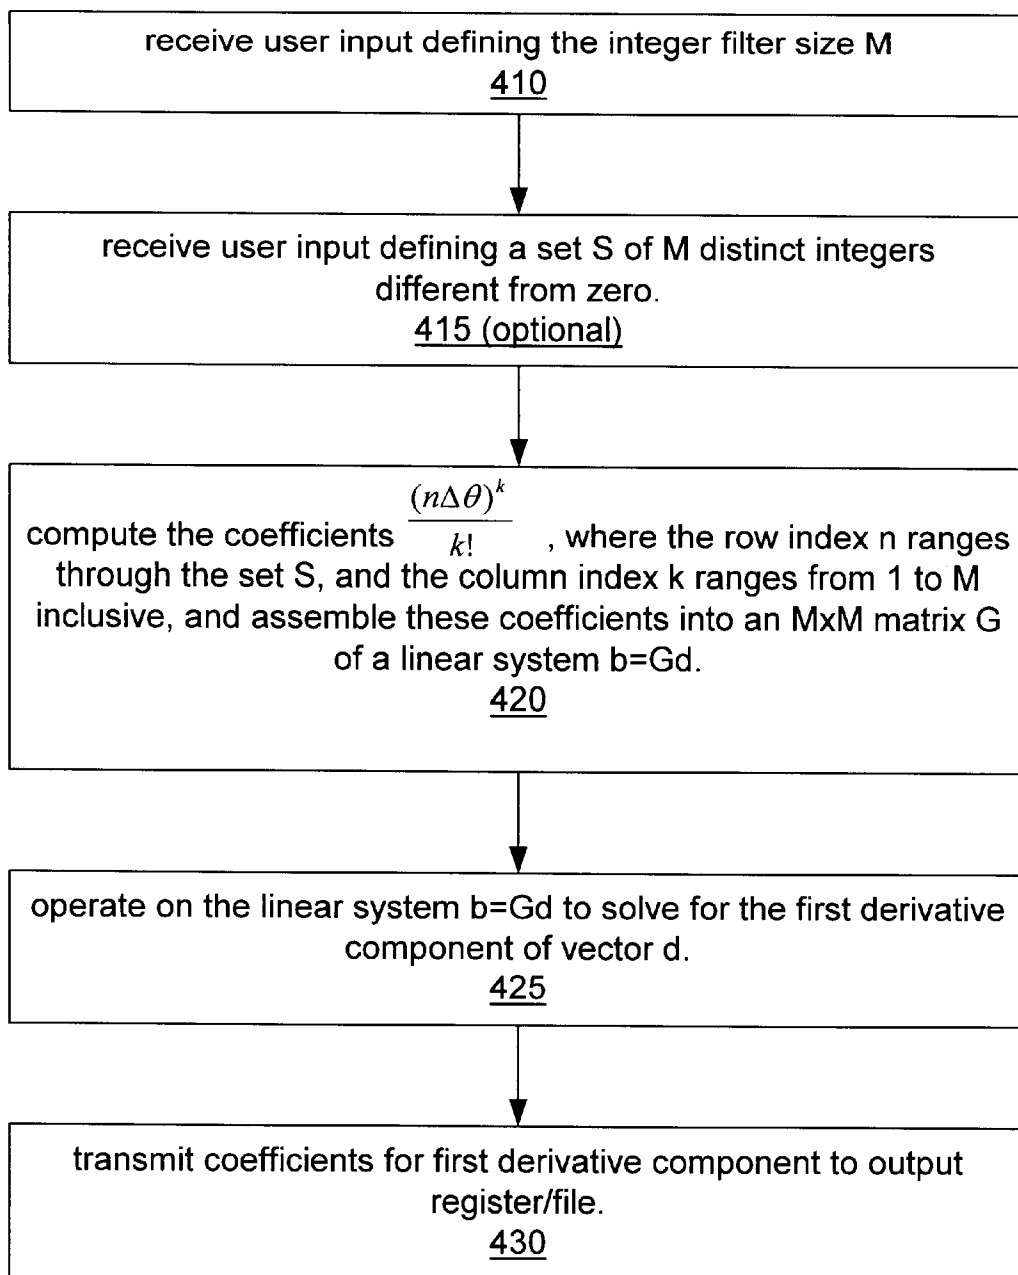 receive user input defining the integer filter size M
410
receive user input defining a set S of M distinct integers
different from zero.
415 (optional)
compute the coefficients (nΔθ)^k / k! , where the row index n ranges
through the set S, and the column index k ranges from 1 to M
inclusive, and assemble these coefficients into an MxM matrix G
of a linear system b=Gd.
420
operate on the linear system b=Gd to solve for the first derivative
component of vector d.
425
transmit coefficients for first derivative component to output
register/file.
430